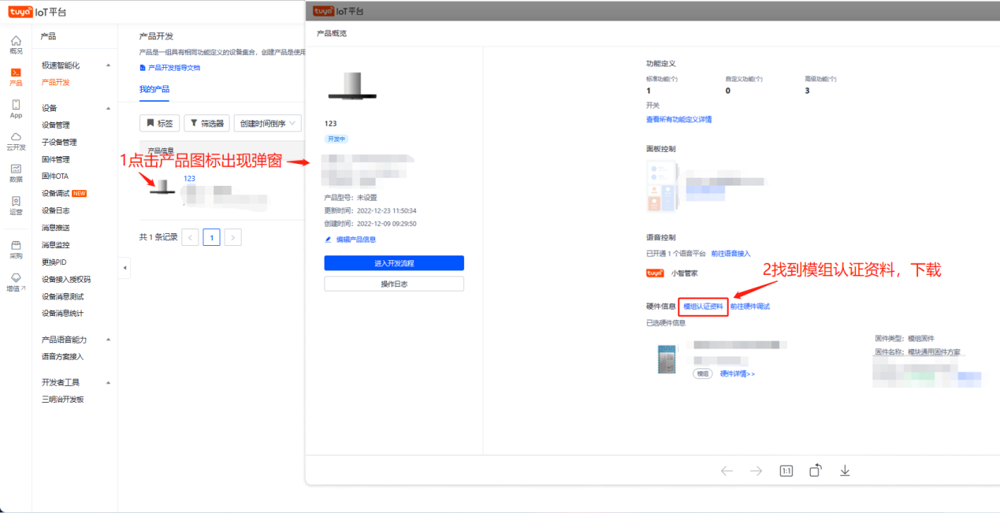 tuya IoT平台
概况
产品
App
云开发
数据
运营
采购
增值
产品
极速智能化
产品开发
设备
设备管理
子设备管理
固件管理
固件OTA
设备调试 NEW
设备日志
消息推送
消息监控
更换PID
设备接入授权码
设备消息测试
设备消息统计
产品语音能力
语音方案接入
开发者工具
三明治开发板
产品开发
产品是一组具有相同功能定义的设备集合，创建产品是使用
产品开发指导文档
我的产品
标签 筛选器 创建时间倒序
产品信息
1点击产品图标出现弹窗
123
共 1 条记录 < 1 >
tuya IoT平台
产品概览
123
开发中
产品型号： 未设置
更新时间： 2022-12-23 11:50:34
创建时间： 2022-12-09 09:29:50
编辑产品信息
进入开发流程
操作日志
功能定义
标准功能(个) 自定义功能(个) 高级功能(个)
1 0 3
开关
查看所有功能定义详情
面板控制
语音控制
已开通 1 个语音平台 前往语音接入
tuya 小智管家
2找到模组认证资料，下载
硬件信息 模组认证资料 前往硬件调试
已选硬件信息
模组 硬件详情>>
固件类型： 模组固件
固件名称： 模块通用固件方案
1:1